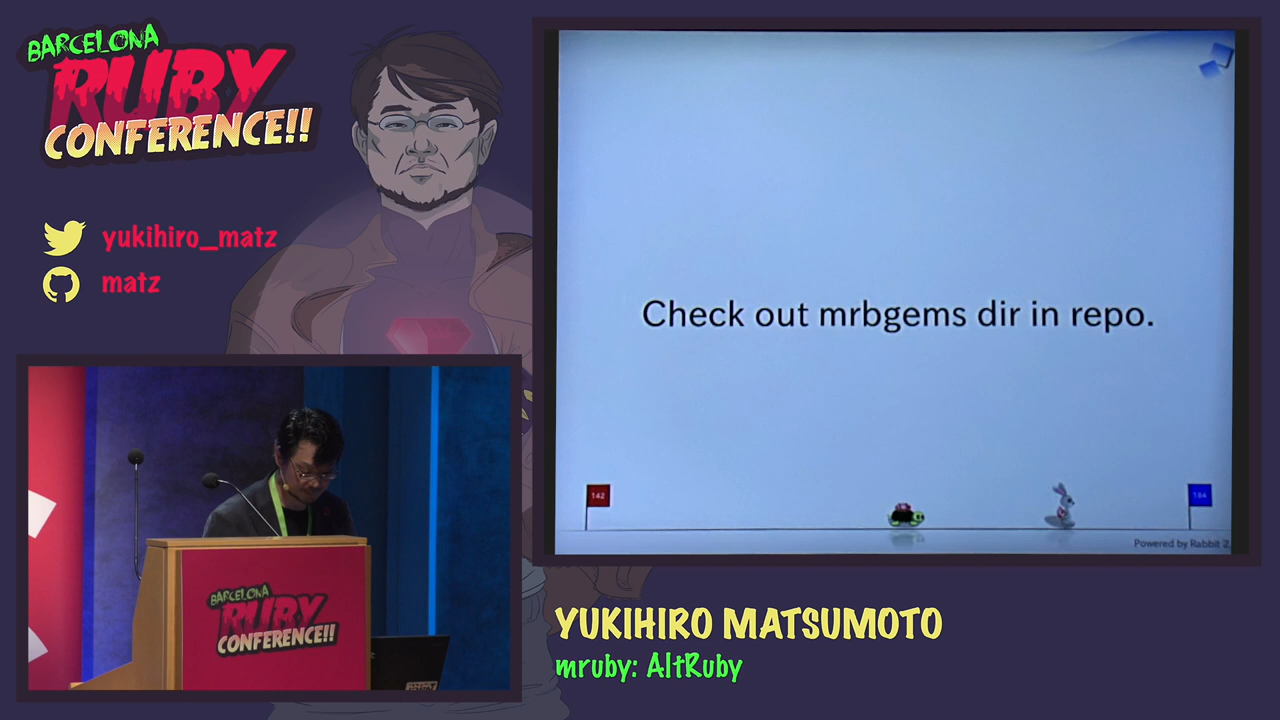 BARCELONA
RUBY
CONFERENCE!!
yukihiro_matz
matz
Check out mrbgems dir in repo.
142
184
Powered by Rabbit 2
BARCELONA
RUBY
CONFERENCE!!
YUKIHIRO MATSUMOTO
mruby: AltRuby